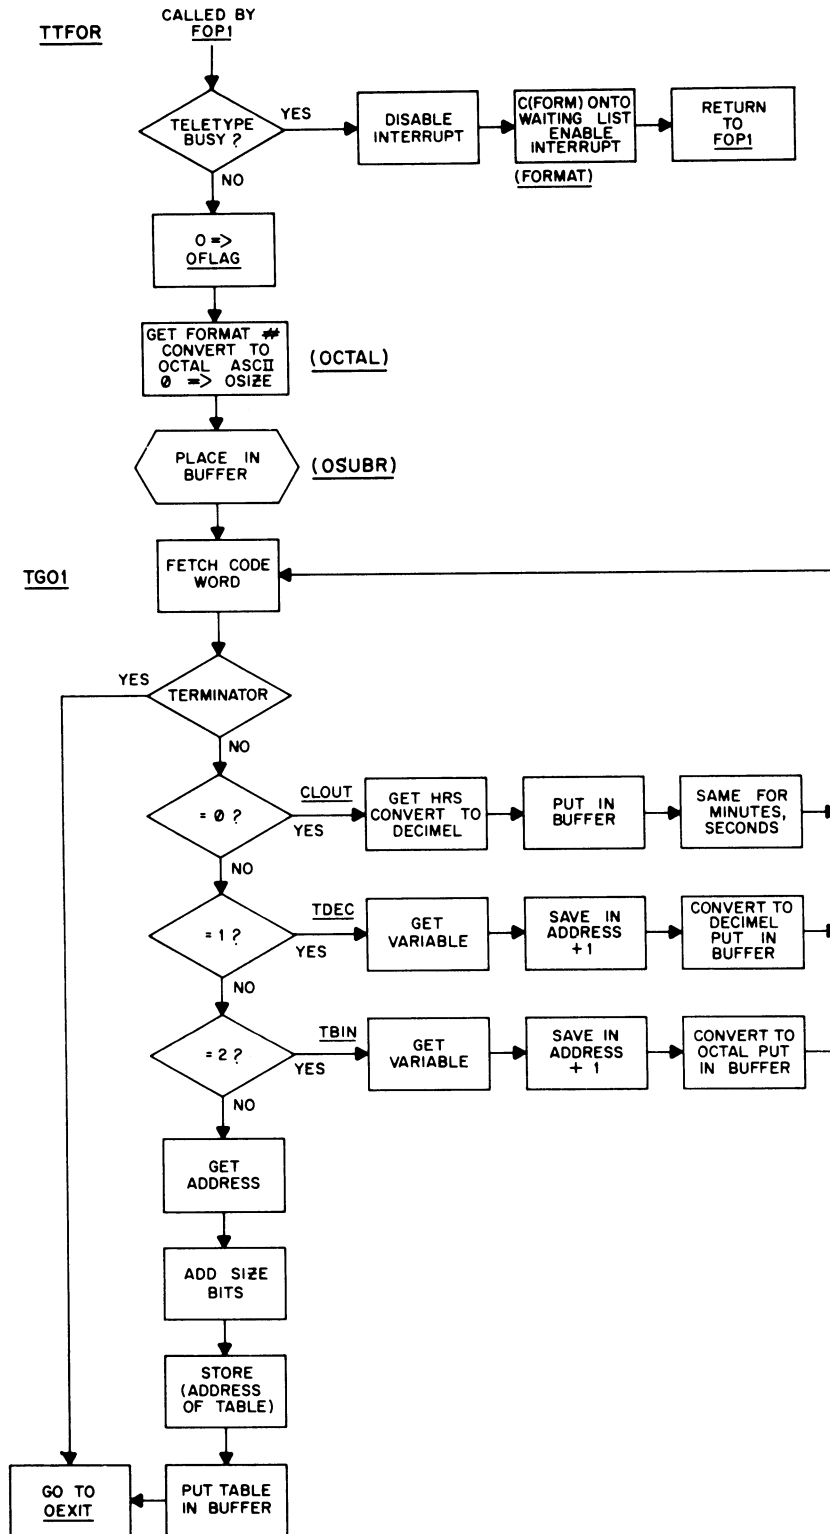 TTFOR
CALLED BY
FOP1
TELETYPE
BUSY ?
YES
DISABLE
INTERRUPT
C(FORM) ONTO
WAITING LIST
ENABLE
INTERRUPT
(FORMAT)
RETURN
TO
FOP1
NO
0 =>
OFLAG
GET FORMAT #
CONVERT TO
OCTAL ASCII
Ø => OSIZE
(OCTAL)
PLACE IN
BUFFER
(OSUBR)
TGO1
FETCH CODE
WORD
YES
TERMINATOR
NO
= Ø ?
CLOUT
YES
GET HRS
CONVERT TO
DECIMEL
PUT IN
BUFFER
SAME FOR
MINUTES,
SECONDS
NO
= 1 ?
TDEC
YES
GET
VARIABLE
SAVE IN
ADDRESS
+1
CONVERT TO
DECIMEL
PUT IN
BUFFER
NO
= 2 ?
TBIN
YES
GET
VARIABLE
SAVE IN
ADDRESS
+ 1
CONVERT TO
OCTAL PUT
IN BUFFER
NO
GET
ADDRESS
ADD SIZE
BITS
STORE
(ADDRESS
OF TABLE)
GO TO
OEXIT
PUT TABLE
IN BUFFER